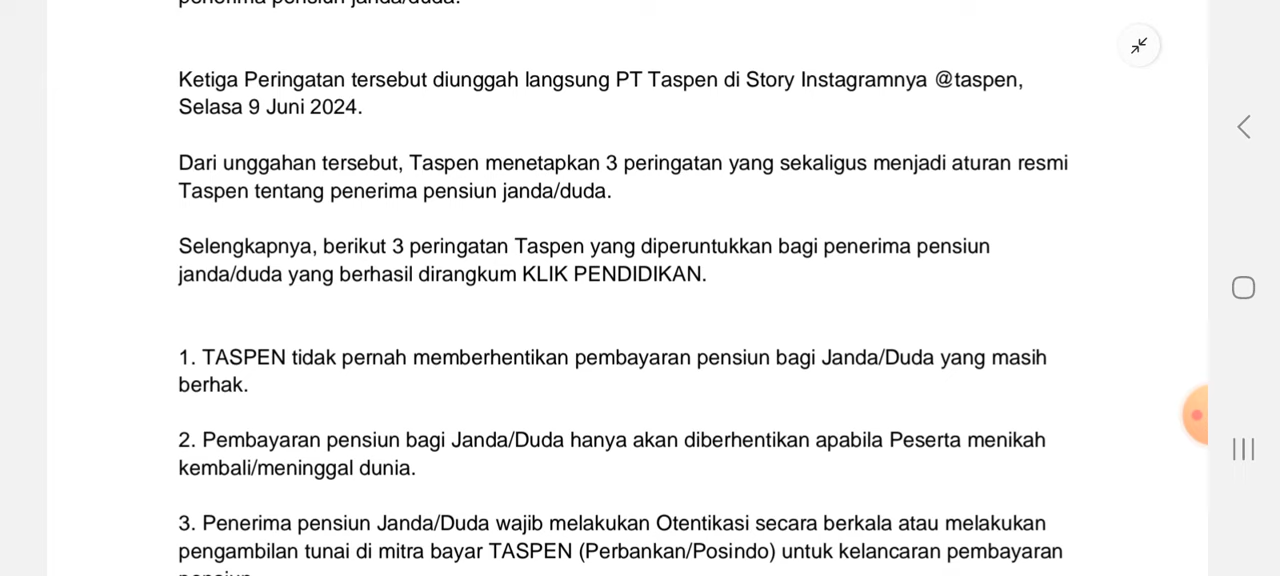 penerima pensiun janda/duda.
Ketiga Peringatan tersebut diunggah langsung PT Taspen di Story Instagramnya @taspen,
Selasa 9 Juni 2024.
Dari unggahan tersebut, Taspen menetapkan 3 peringatan yang sekaligus menjadi aturan resmi
Taspen tentang penerima pensiun janda/duda.
Selengkapnya, berikut 3 peringatan Taspen yang diperuntukkan bagi penerima pensiun
janda/duda yang berhasil dirangkum KLIK PENDIDIKAN.
1. TASPEN tidak pernah memberhentikan pembayaran pensiun bagi Janda/Duda yang masih
berhak.
2. Pembayaran pensiun bagi Janda/Duda hanya akan diberhentikan apabila Peserta menikah
kembali/meninggal dunia.
3. Penerima pensiun Janda/Duda wajib melakukan Otentikasi secara berkala atau melakukan
pengambilan tunai di mitra bayar TASPEN (Perbankan/Posindo) untuk kelancaran pembayaran